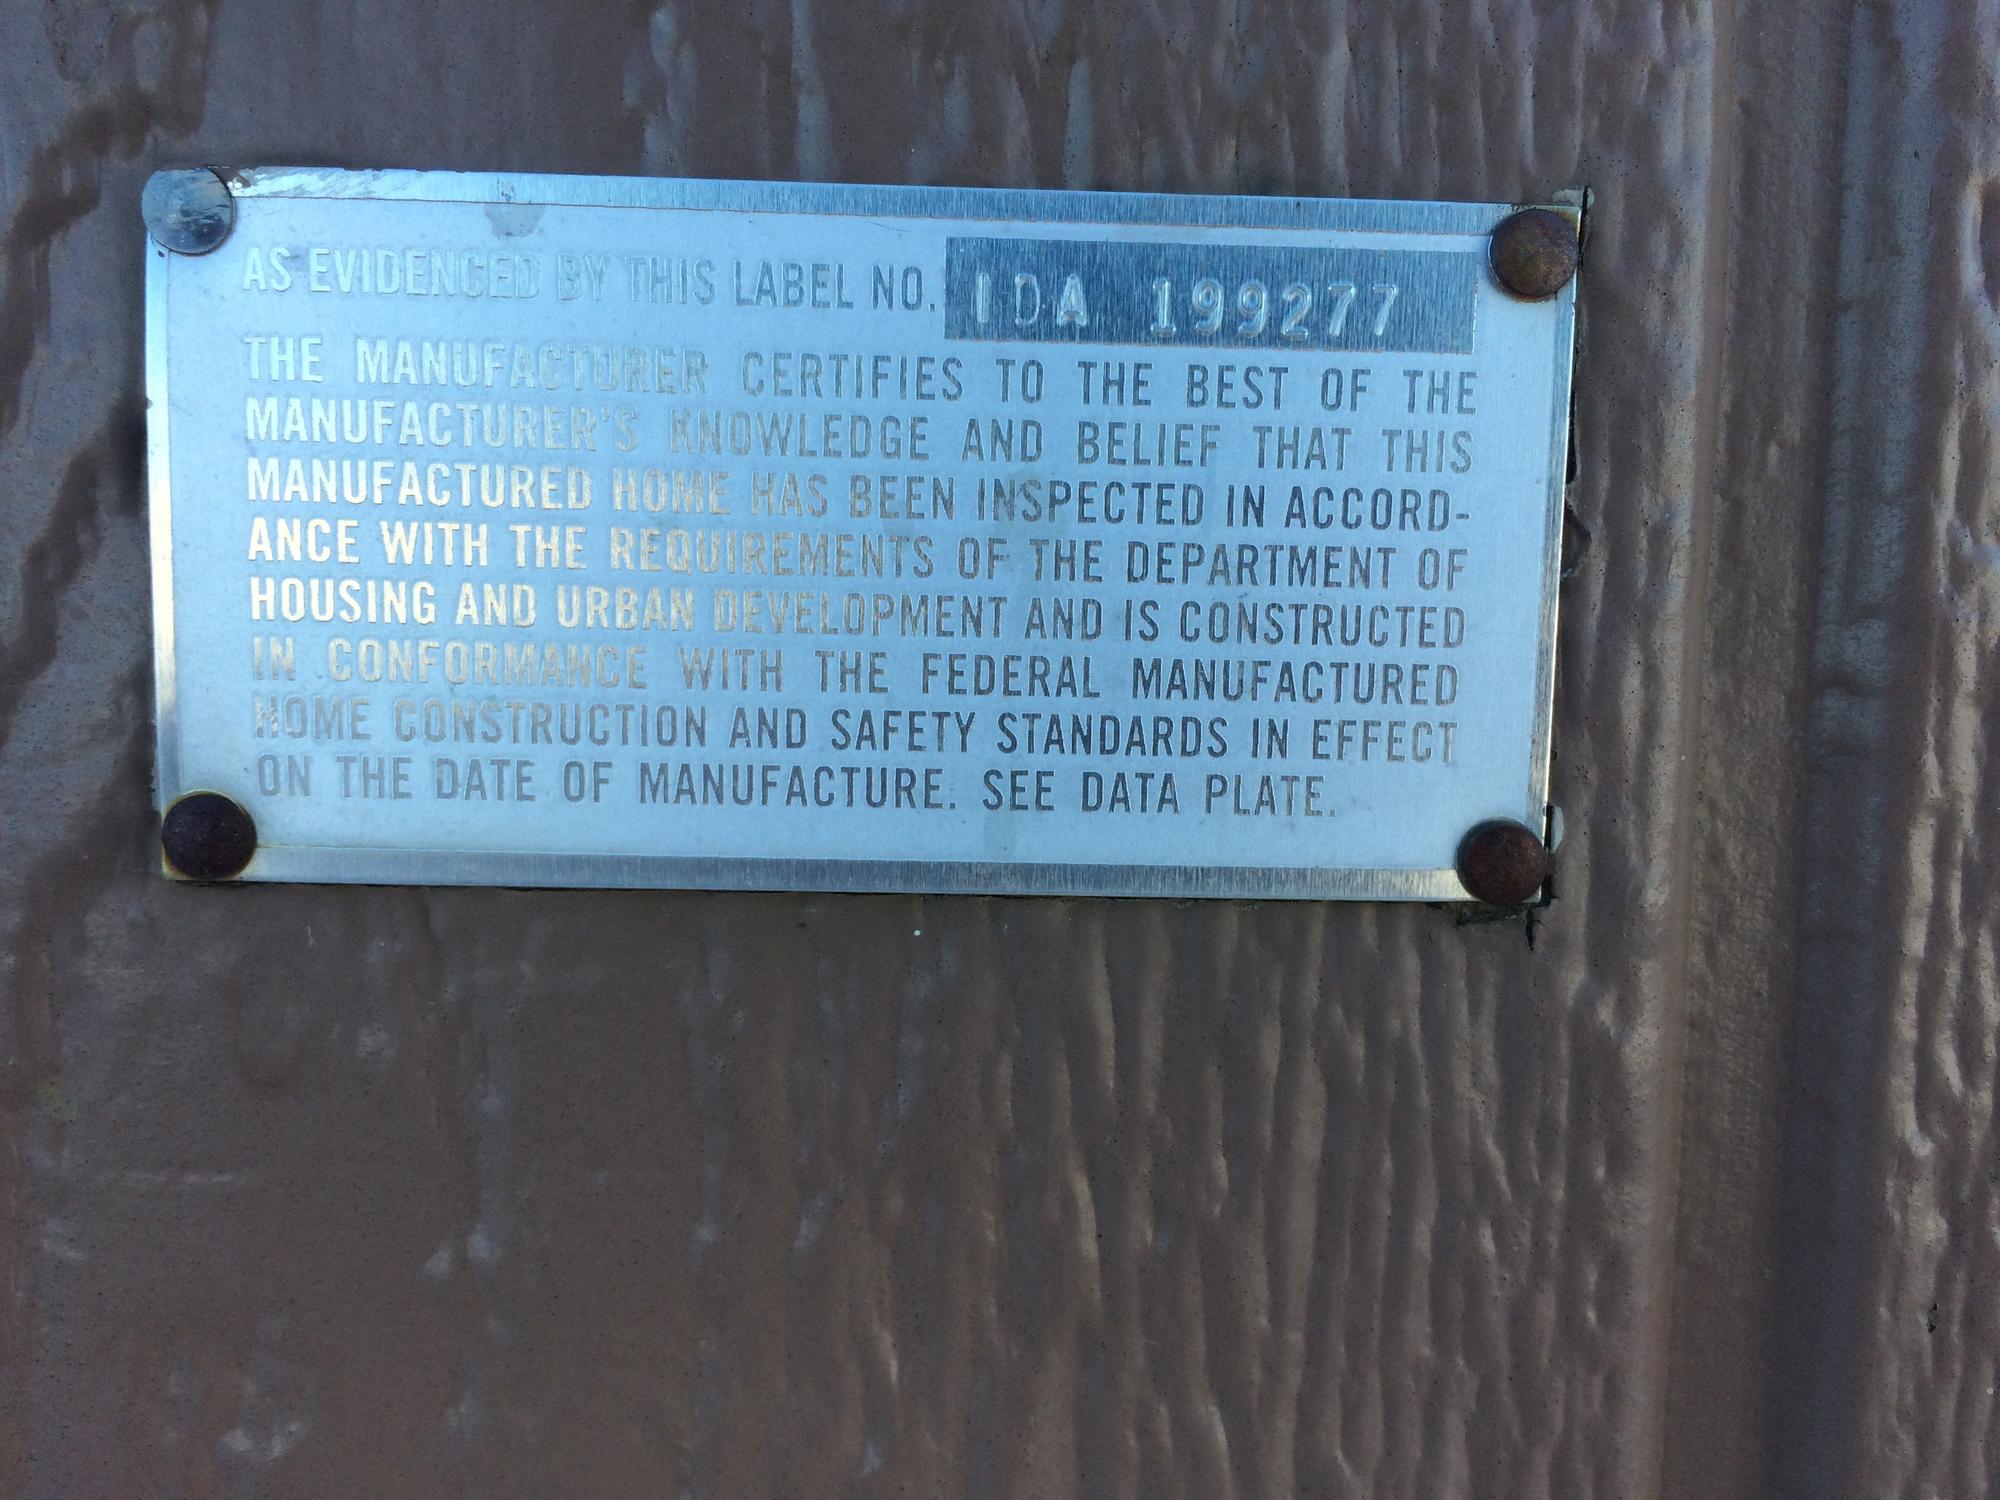 AS EVIDENCED BY THIS LABEL NO. IDA 199277
THE MANUFACTURER CERTIFIES TO THE BEST OF THE
MANUFACTURER'S KNOWLEDGE AND BELIEF THAT THIS
MANUFACTURED HOME HAS BEEN INSPECTED IN ACCORD-
ANCE WITH THE REQUIREMENTS OF THE DEPARTMENT OF
HOUSING AND URBAN DEVELOPMENT AND IS CONSTRUCTED
IN CONFORMANCE WITH THE FEDERAL MANUFACTURED
HOME CONSTRUCTION AND SAFETY STANDARDS IN EFFECT
ON THE DATE OF MANUFACTURE. SEE DATA PLATE.